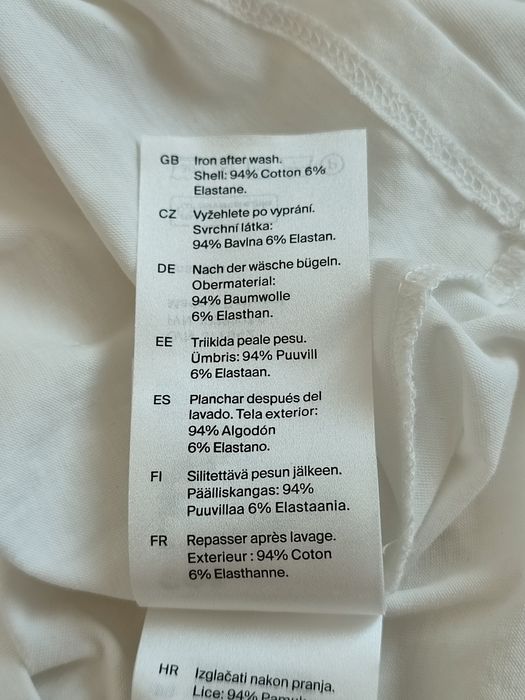 GB Iron after wash.
Shell: 94% Cotton 6%
Elastane.
CZ Vyžehlete po vyprání.
Svrchní látka:
94% Bavlna 6% Elastan.
DE Nach der wäsche bügeln.
Obermaterial:
94% Baumwolle
6% Elasthan.
EE Triikida peale pesu.
Ümbris: 94% Puuvill
6% Elastaan.
ES Planchar después del
lavado. Tela exterior:
94% Algodón
6% Elastano.
FI Silitettävä pesun jälkeen.
Päälliskangas: 94%
Puuvillaa 6% Elastaania.
FR Repasser après lavage.
Exterieur : 94% Coton
6% Elasthanne.
HR Izglačati nakon pranja.
Lice: 94%